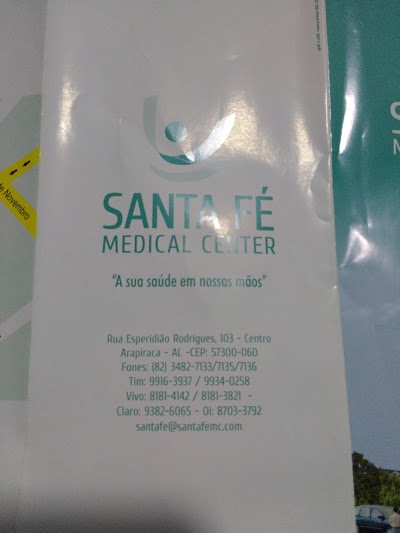 SANTA FÉ
MEDICAL CENTER
“A sua saúde em nossas mãos”
Rua Esperidião Rodrigues, 103 - Centro
Arapiraca - AL -CEP: 57300-060
Fones: (82) 3482-7133/7135/7136
Tim: 9916-3937 / 9934-0258
Vivo: 8181-4142 / 8181-3821 -
Claro: 9382-6065 - Oi: 8703-3792
santafe@santafemc.com
Novembro